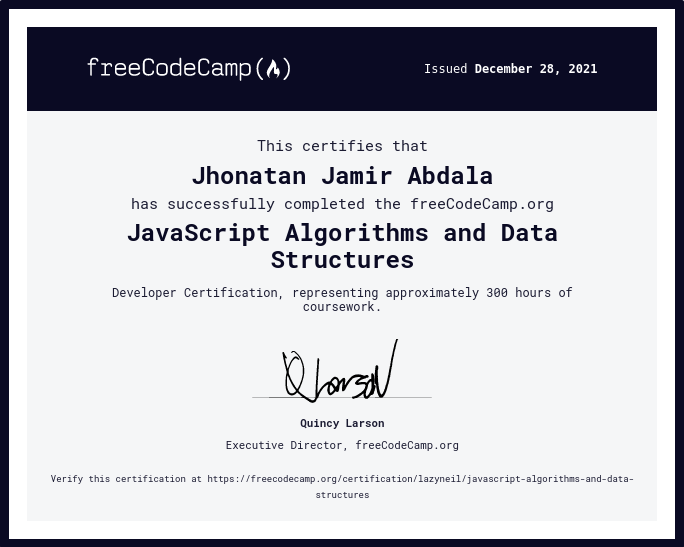 freeCodeCamp
Issued December 28, 2021
This certifies that
Jhonatan Jamir Abdala
has successfully completed the freeCodeCamp.org
JavaScript Algorithms and Data
Structures
Developer Certification, representing approximately 300 hours of
coursework.
Quincy Larson
Executive Director, freeCodeCamp.org
Verify this certification at https://freecodecamp.org/certification/lazyneil/javascript-algorithms-and-data-
structures